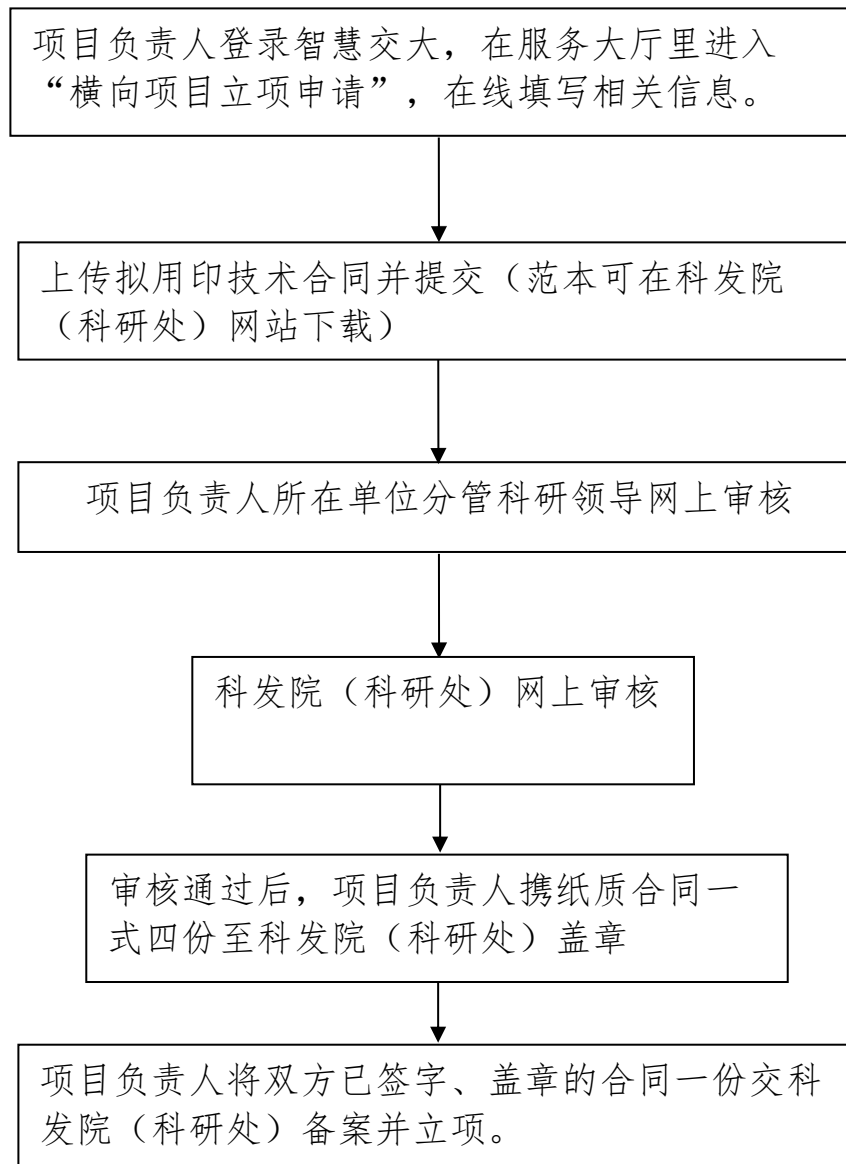 项目负责人登录智慧交大，在服务大厅里进入
“横向项目立项申请”，在线填写相关信息。
上传拟用印技术合同并提交（范本可在科发院
（科研处）网站下载）
项目负责人所在单位分管科研领导网上审核
科发院（科研处）网上审核
审核通过后，项目负责人携纸质合同一
式四份至科发院（科研处）盖章
项目负责人将双方已签字、盖章的合同一份交科
发院（科研处）备案并立项。